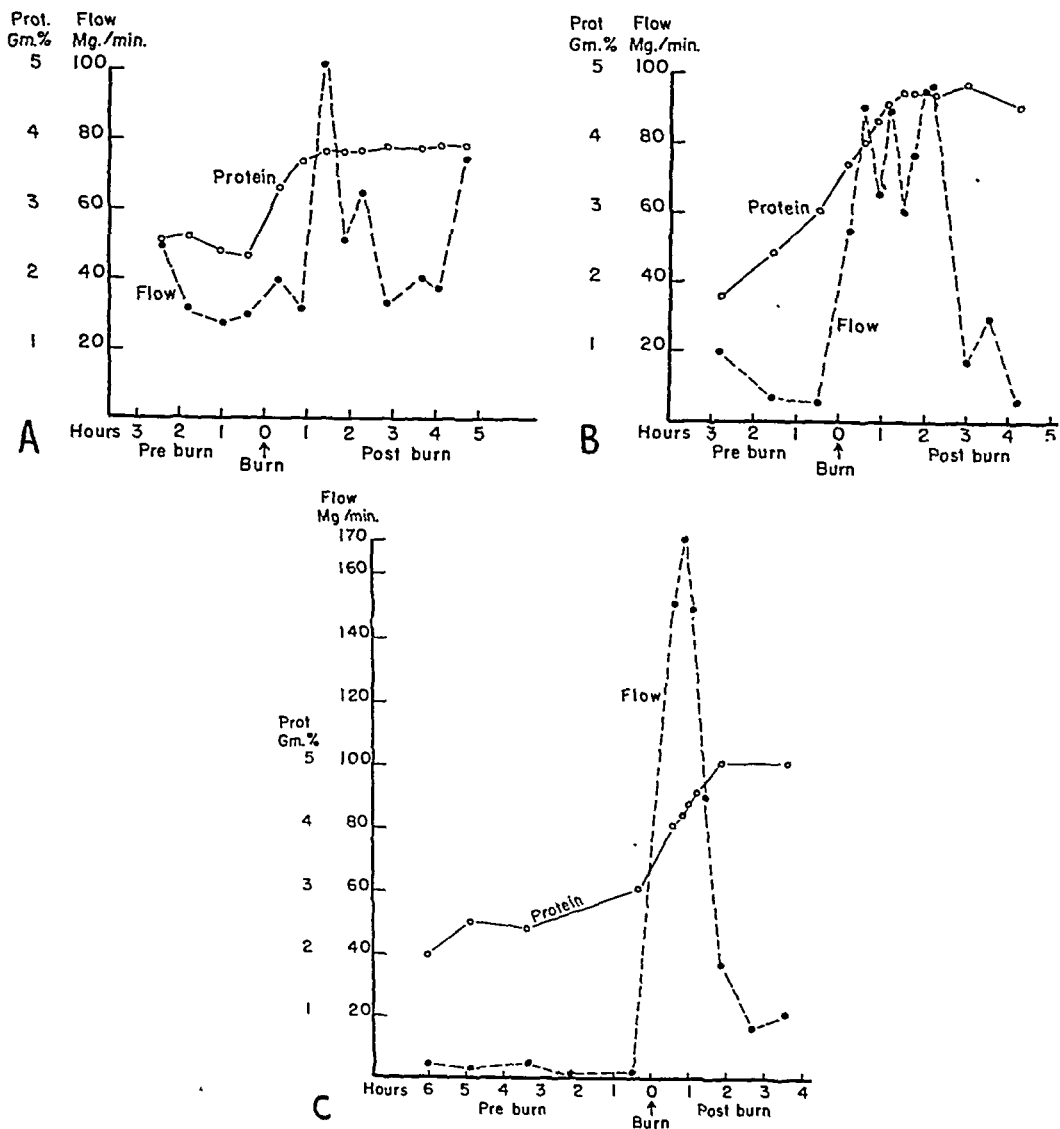 Prot. Flow
Gm.% Mg./min.
5 100
4 80
Protein
3 60
2 40
Flow
1 20
A
Hours 3 2 1 0 1 2 3 4 5
Pre burn ↑ Post burn
Burn
Prot Flow
Gm.% Mg./min.
5 100
4 80
3 60
Protein
2 40
Flow
1 20
B
Hours 3 2 1 0 1 2 3 4 5
Pre burn ↑ Post burn
Burn
Flow
Mg /min.
170
160
140
120
Flow
Prot
Gm.%
5 100
4 80
3 60
Protein
2 40
1 20
C
Hours 6 5 4 3 2 1 0 1 2 3 4
Pre burn ↑ Post burn
Burn